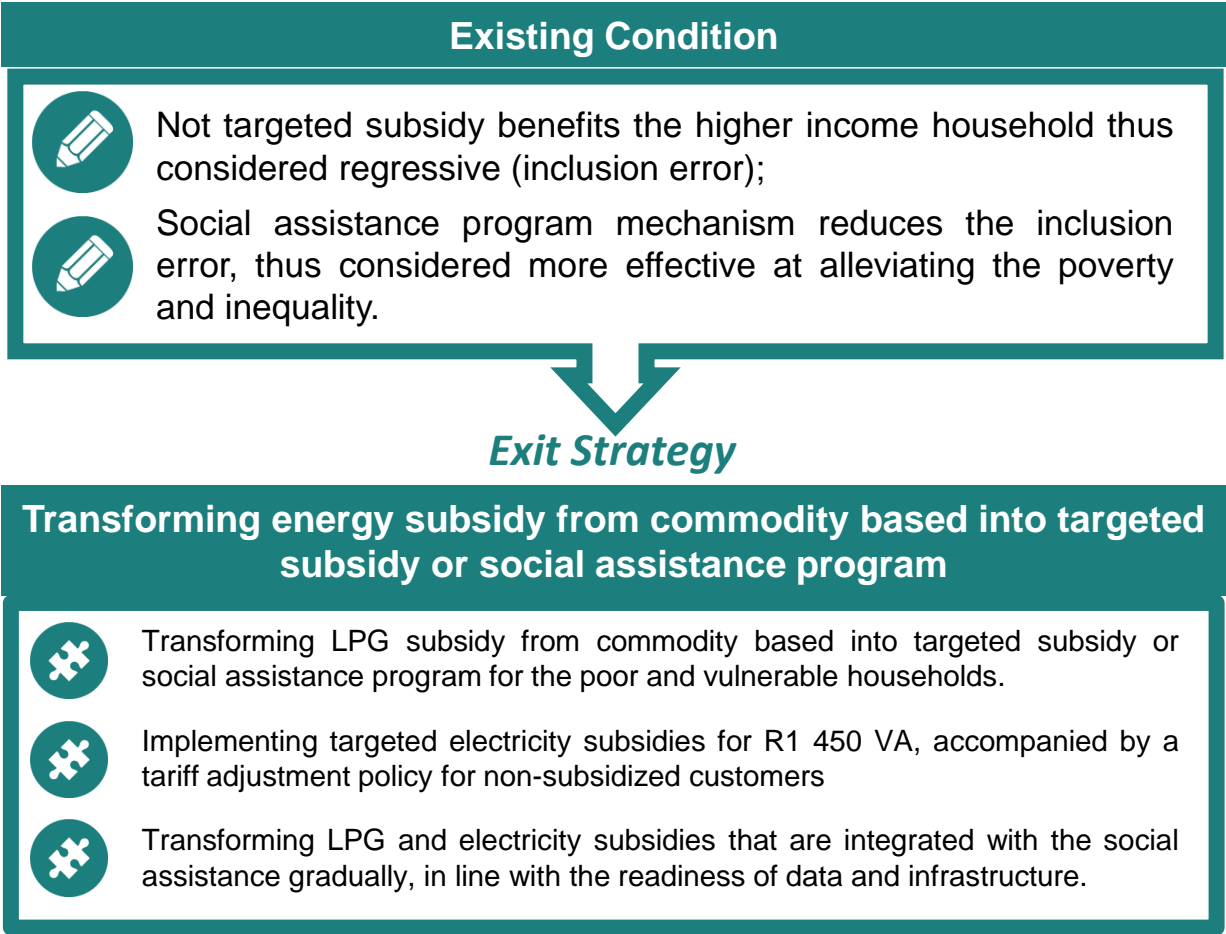 Existing Condition
Not targeted subsidy benefits the higher income household thus
considered regressive (inclusion error);
Social assistance program mechanism reduces the inclusion
error, thus considered more effective at alleviating the poverty
and inequality.
Exit Strategy
Transforming energy subsidy from commodity based into targeted
subsidy or social assistance program
Transforming LPG subsidy from commodity based into targeted subsidy or
social assistance program for the poor and vulnerable households.
Implementing targeted electricity subsidies for R1 450 VA, accompanied by a
tariff adjustment policy for non-subsidized customers
Transforming LPG and electricity subsidies that are integrated with the social
assistance gradually, in line with the readiness of data and infrastructure.